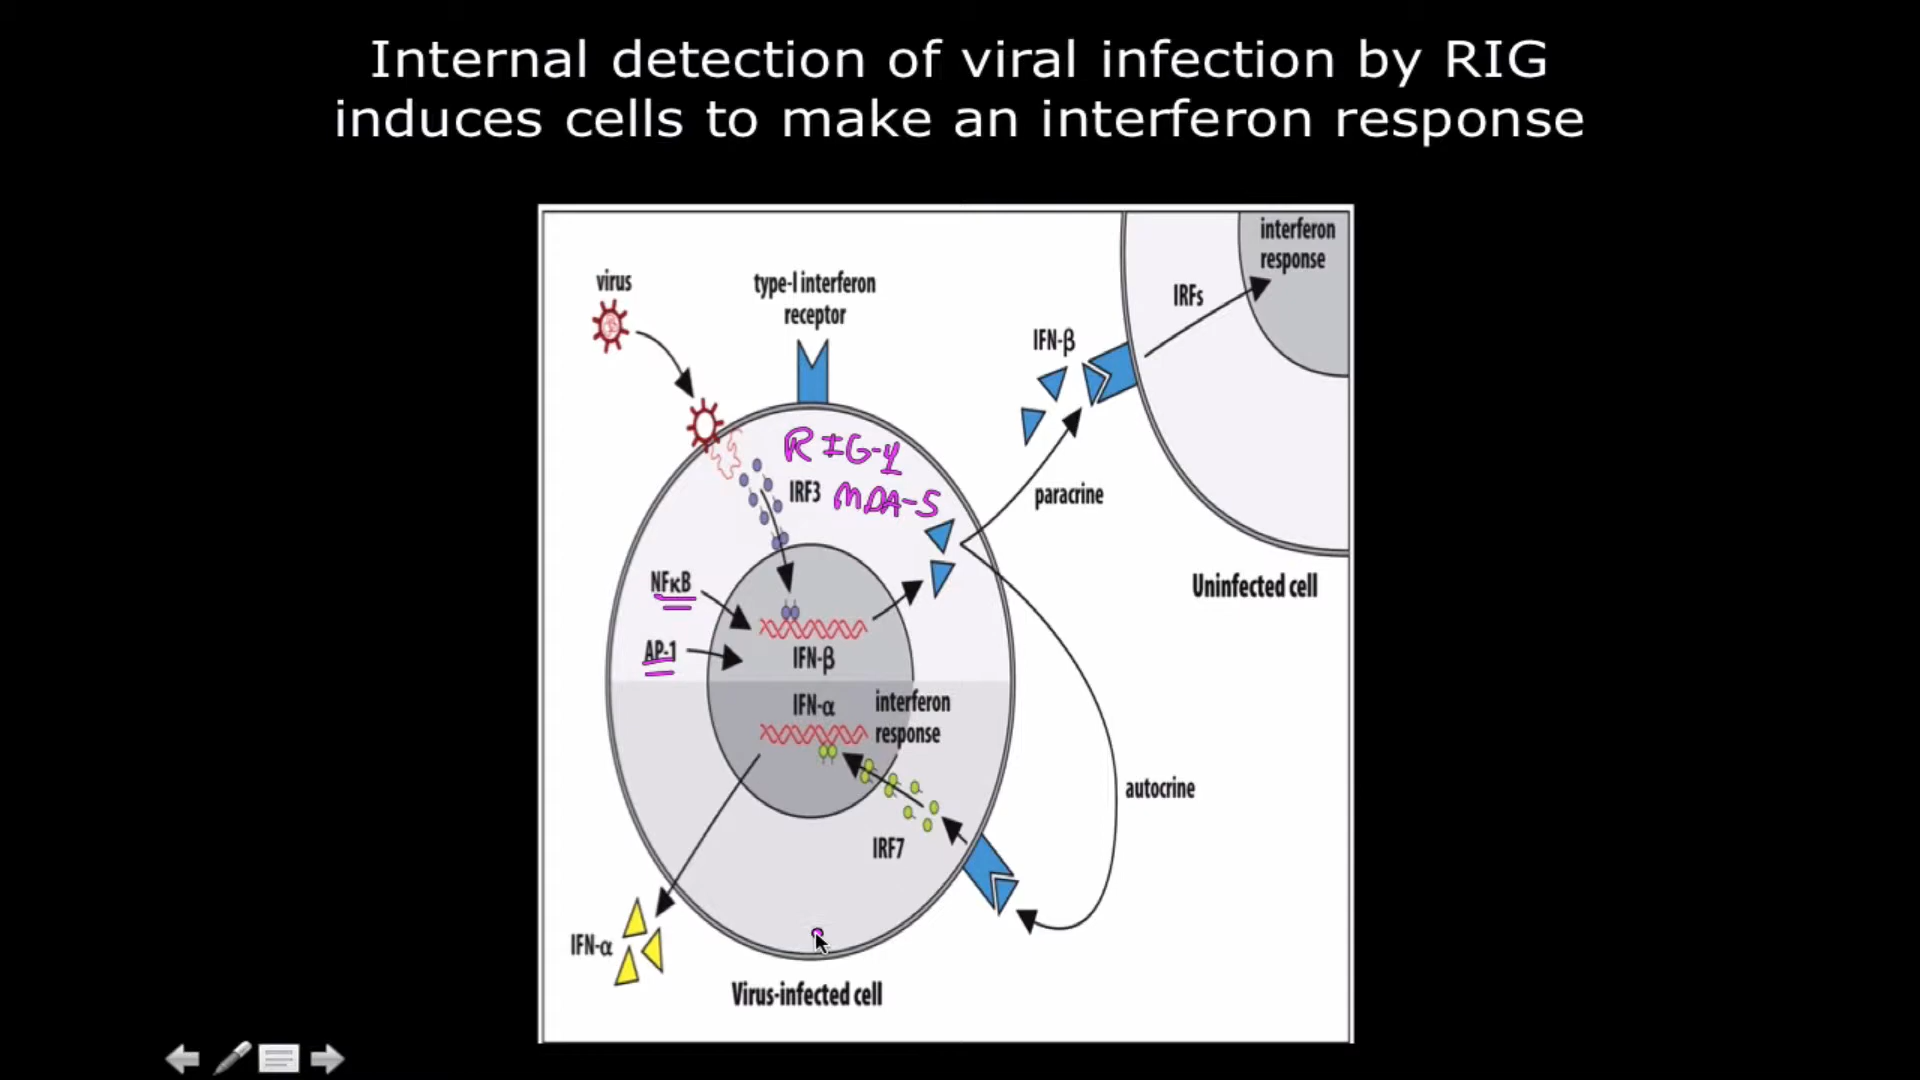 Internal detection of viral infection by RIG
induces cells to make an interferon response
interferon
response
virus
type-I interferon
receptor
IRFs
IFN-β
RIG-1
IRF3
MDA-5
paracrine
NFκB
Uninfected cell
AP-1
IFN-β
IFN-α
interferon
response
autocrine
IRF7
IFN-α
Virus-infected cell